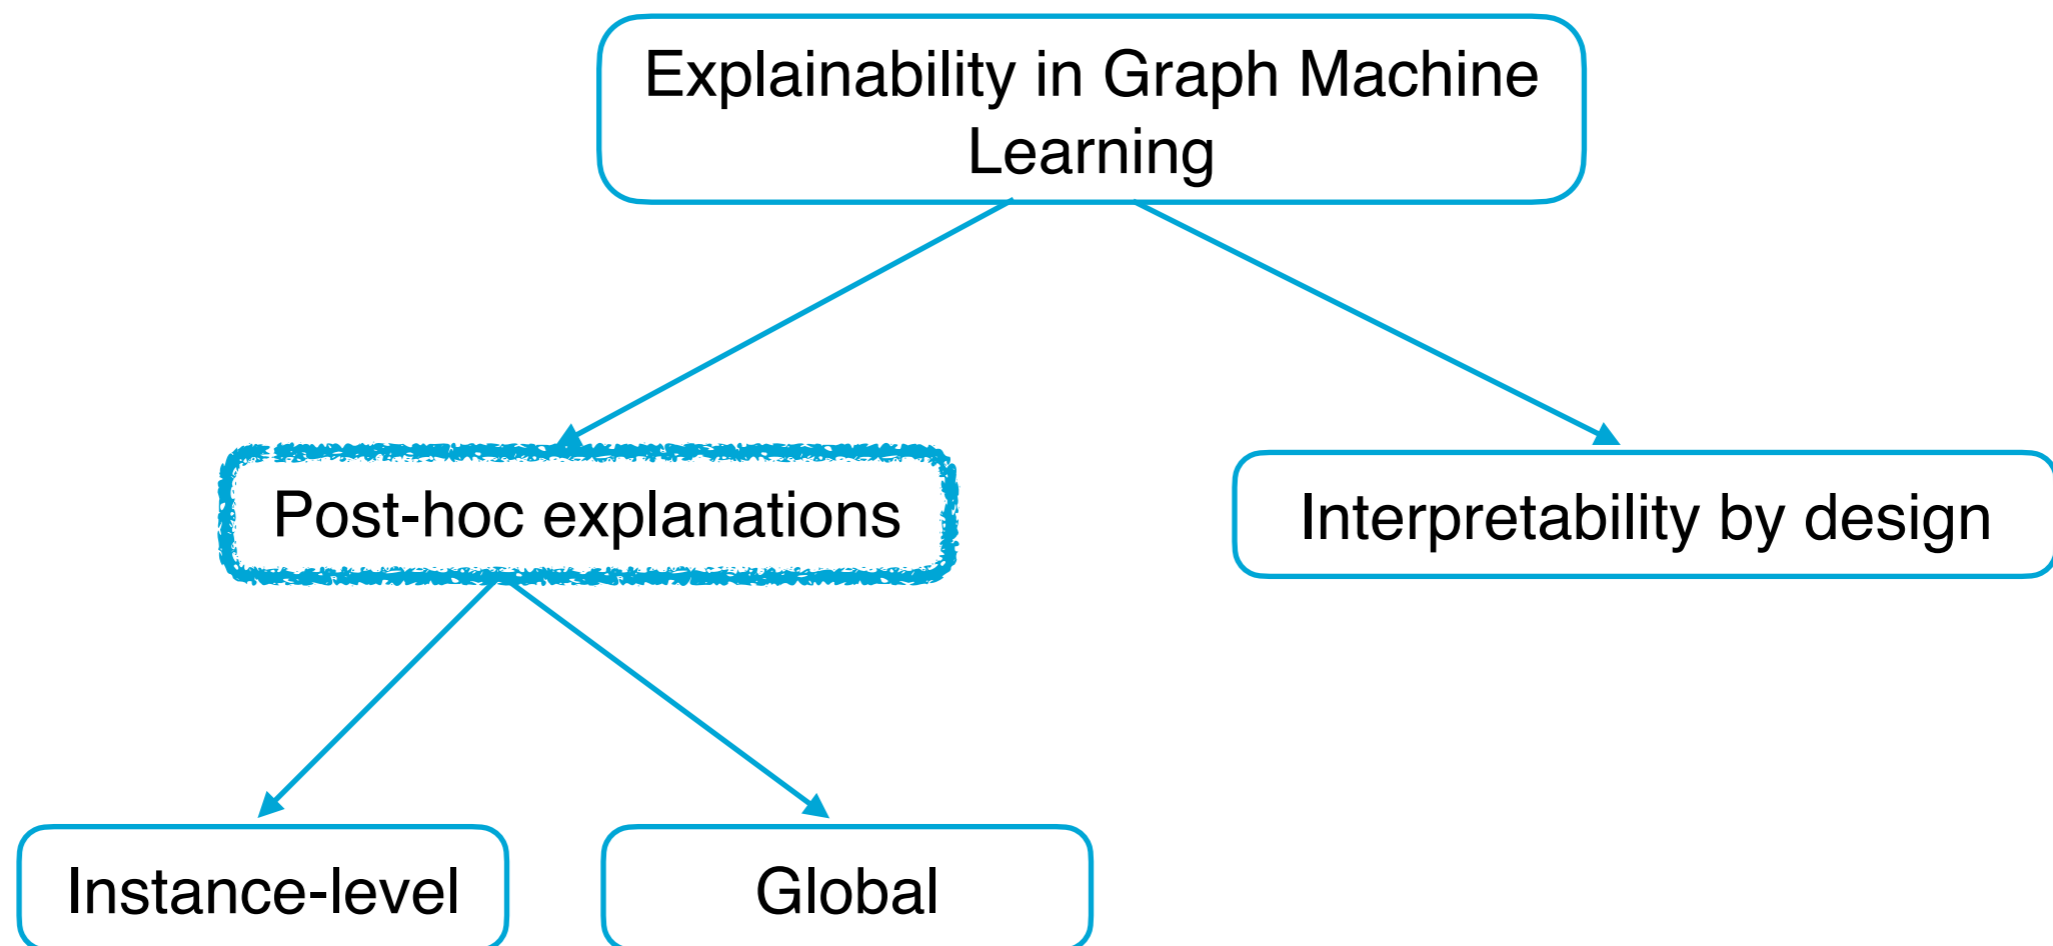 Explainability in Graph Machine
Learning
Post-hoc explanations
Interpretability by design
Instance-level
Global